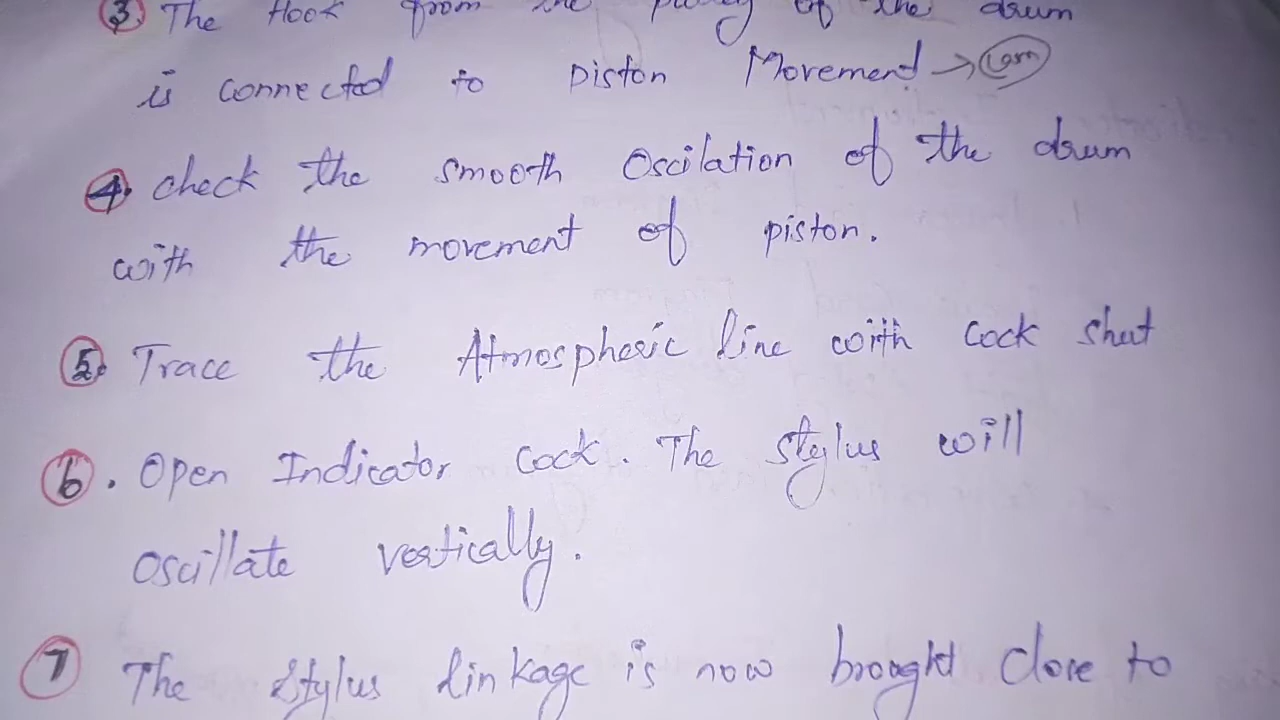 3. The Hook from the pulley of the drum
is connected to piston Movement → cam
4. check the smooth Oscilation of the drum
with the movement of piston.
5. Trace the Atmospheric line with cock shut
6. Open Indicator cock. The stylus will
oscillate vertically.
7 The stylus linkage is now brought close to